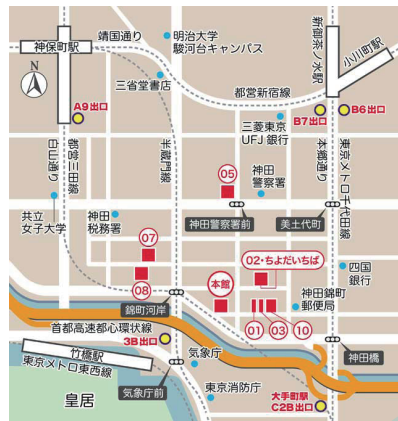 靖国通り
明治大学
駿河台キャンパス
神保町駅
N
三省堂書店
新御茶ノ水駅
小川町駅
都営新宿線
A9出口
B7出口
B6出口
三菱東京
UFJ銀行
白山通り
都営三田線
半蔵門線
本郷通り
東京メトロ千代田線
05
神田
警察署
共立
女子大学
神田
税務署
神田警察署前
美土代町
07
02・ちよだいちば
四国
銀行
08
本館
錦町河岸
神田錦町
郵便局
01
03
10
首都高速都心環状線
3B出口
神田橋
竹橋駅
東京メトロ東西線
気象庁
気象庁前
東京消防庁
大手町駅
C2B出口
皇居